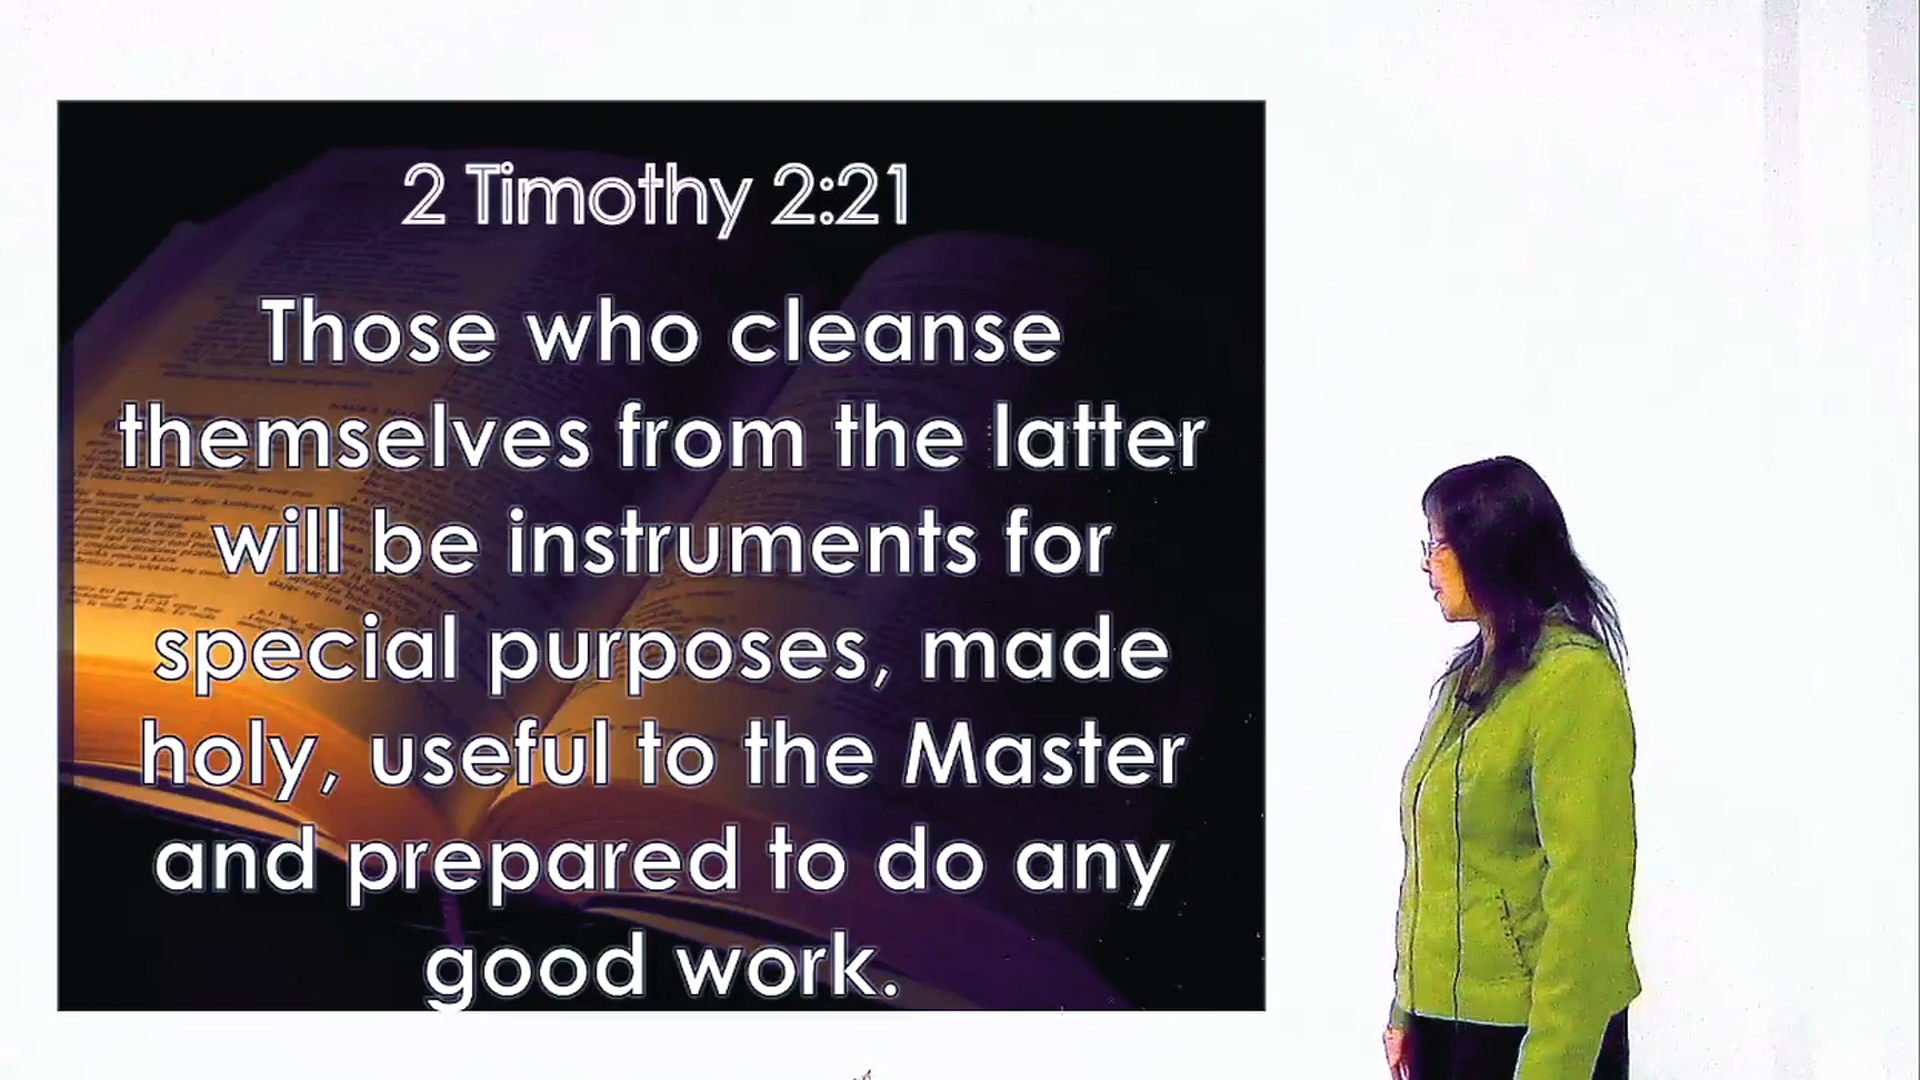 2 Timothy 2:21
Those who cleanse
themselves from the latter
will be instruments for
special purposes, made
holy, useful to the Master
and prepared to do any
good work.